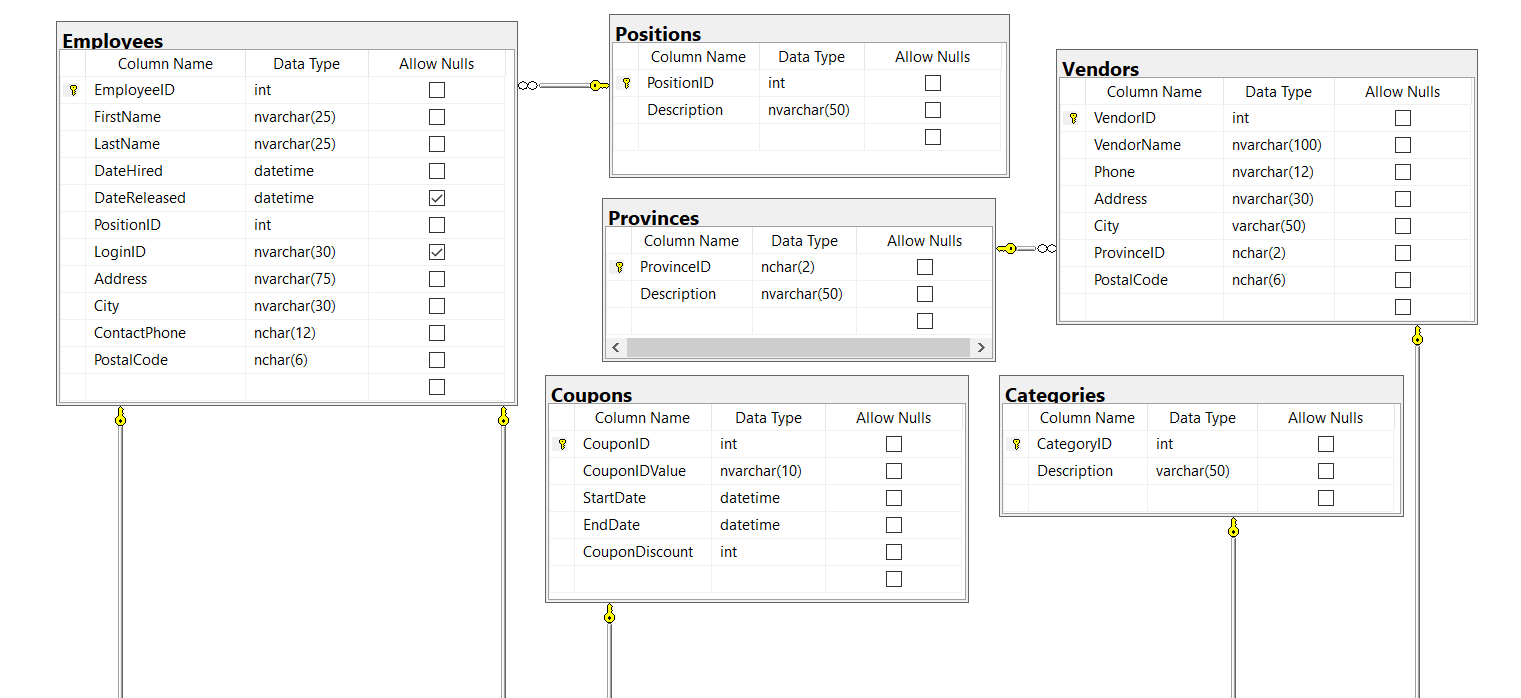 Employees
Column Name Data Type Allow Nulls
EmployeeID int
FirstName nvarchar(25)
LastName nvarchar(25)
DateHired datetime
DateReleased datetime
PositionID int
LoginID nvarchar(30)
Address nvarchar(75)
City nvarchar(30)
ContactPhone nchar(12)
PostalCode nchar(6)
Positions
Column Name Data Type Allow Nulls
PositionID int
Description nvarchar(50)
Vendors
Column Name Data Type Allow Nulls
VendorID int
VendorName nvarchar(100)
Phone nvarchar(12)
Address nvarchar(30)
City varchar(50)
ProvinceID nchar(2)
PostalCode nchar(6)
Provinces
Column Name Data Type Allow Nulls
ProvinceID nchar(2)
Description nvarchar(50)
Coupons
Column Name Data Type Allow Nulls
CouponID int
CouponIDValue nvarchar(10)
StartDate datetime
EndDate datetime
CouponDiscount int
Categories
Column Name Data Type Allow Nulls
CategoryID int
Description varchar(50)